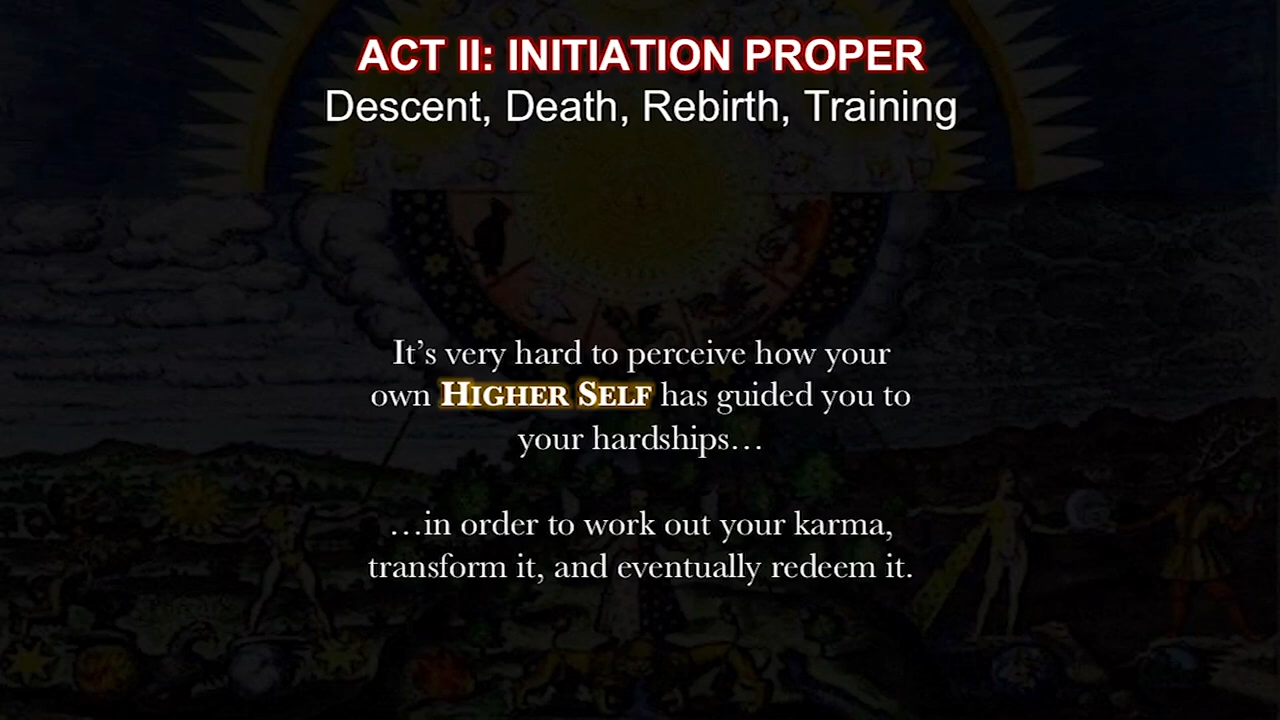 ACT II: INITIATION PROPER
Descent, Death, Rebirth, Training
It’s very hard to perceive how your
own HIGHER SELF has guided you to
your hardships…
…in order to work out your karma,
transform it, and eventually redeem it.